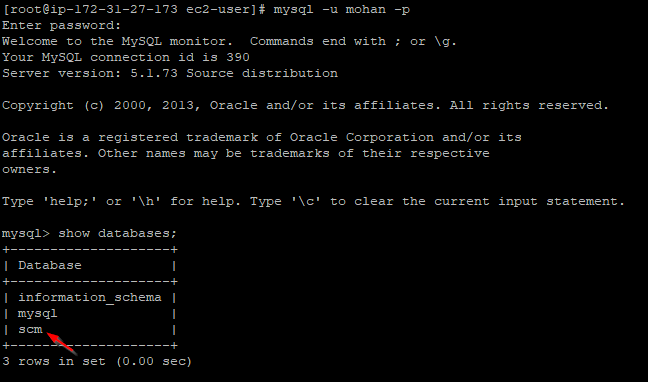 [root@ip-172-31-27-173 ec2-user]# mysql -u mohan -p
Enter password:
Welcome to the MySQL monitor.  Commands end with ; or \g.
Your MySQL connection id is 390
Server version: 5.1.73 Source distribution

Copyright (c) 2000, 2013, Oracle and/or its affiliates. All rights reserved.

Oracle is a registered trademark of Oracle Corporation and/or its
affiliates. Other names may be trademarks of their respective
owners.

Type 'help;' or '\h' for help. Type '\c' to clear the current input statement.

mysql> show databases;
+--------------------+
| Database           |
+--------------------+
| information_schema |
| mysql              |
| scm                |
+--------------------+
3 rows in set (0.00 sec)